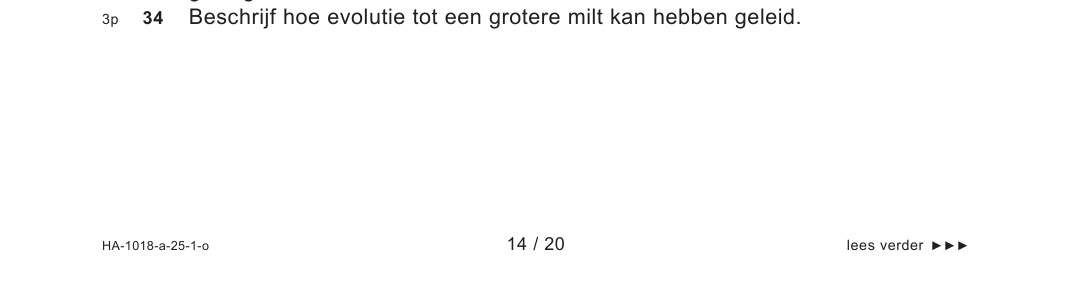 3p 34 Beschrijf hoe evolutie tot een grotere milt kan hebben geleid.
HA-1018-a-25-1-o 14 / 20 lees verder ►►►